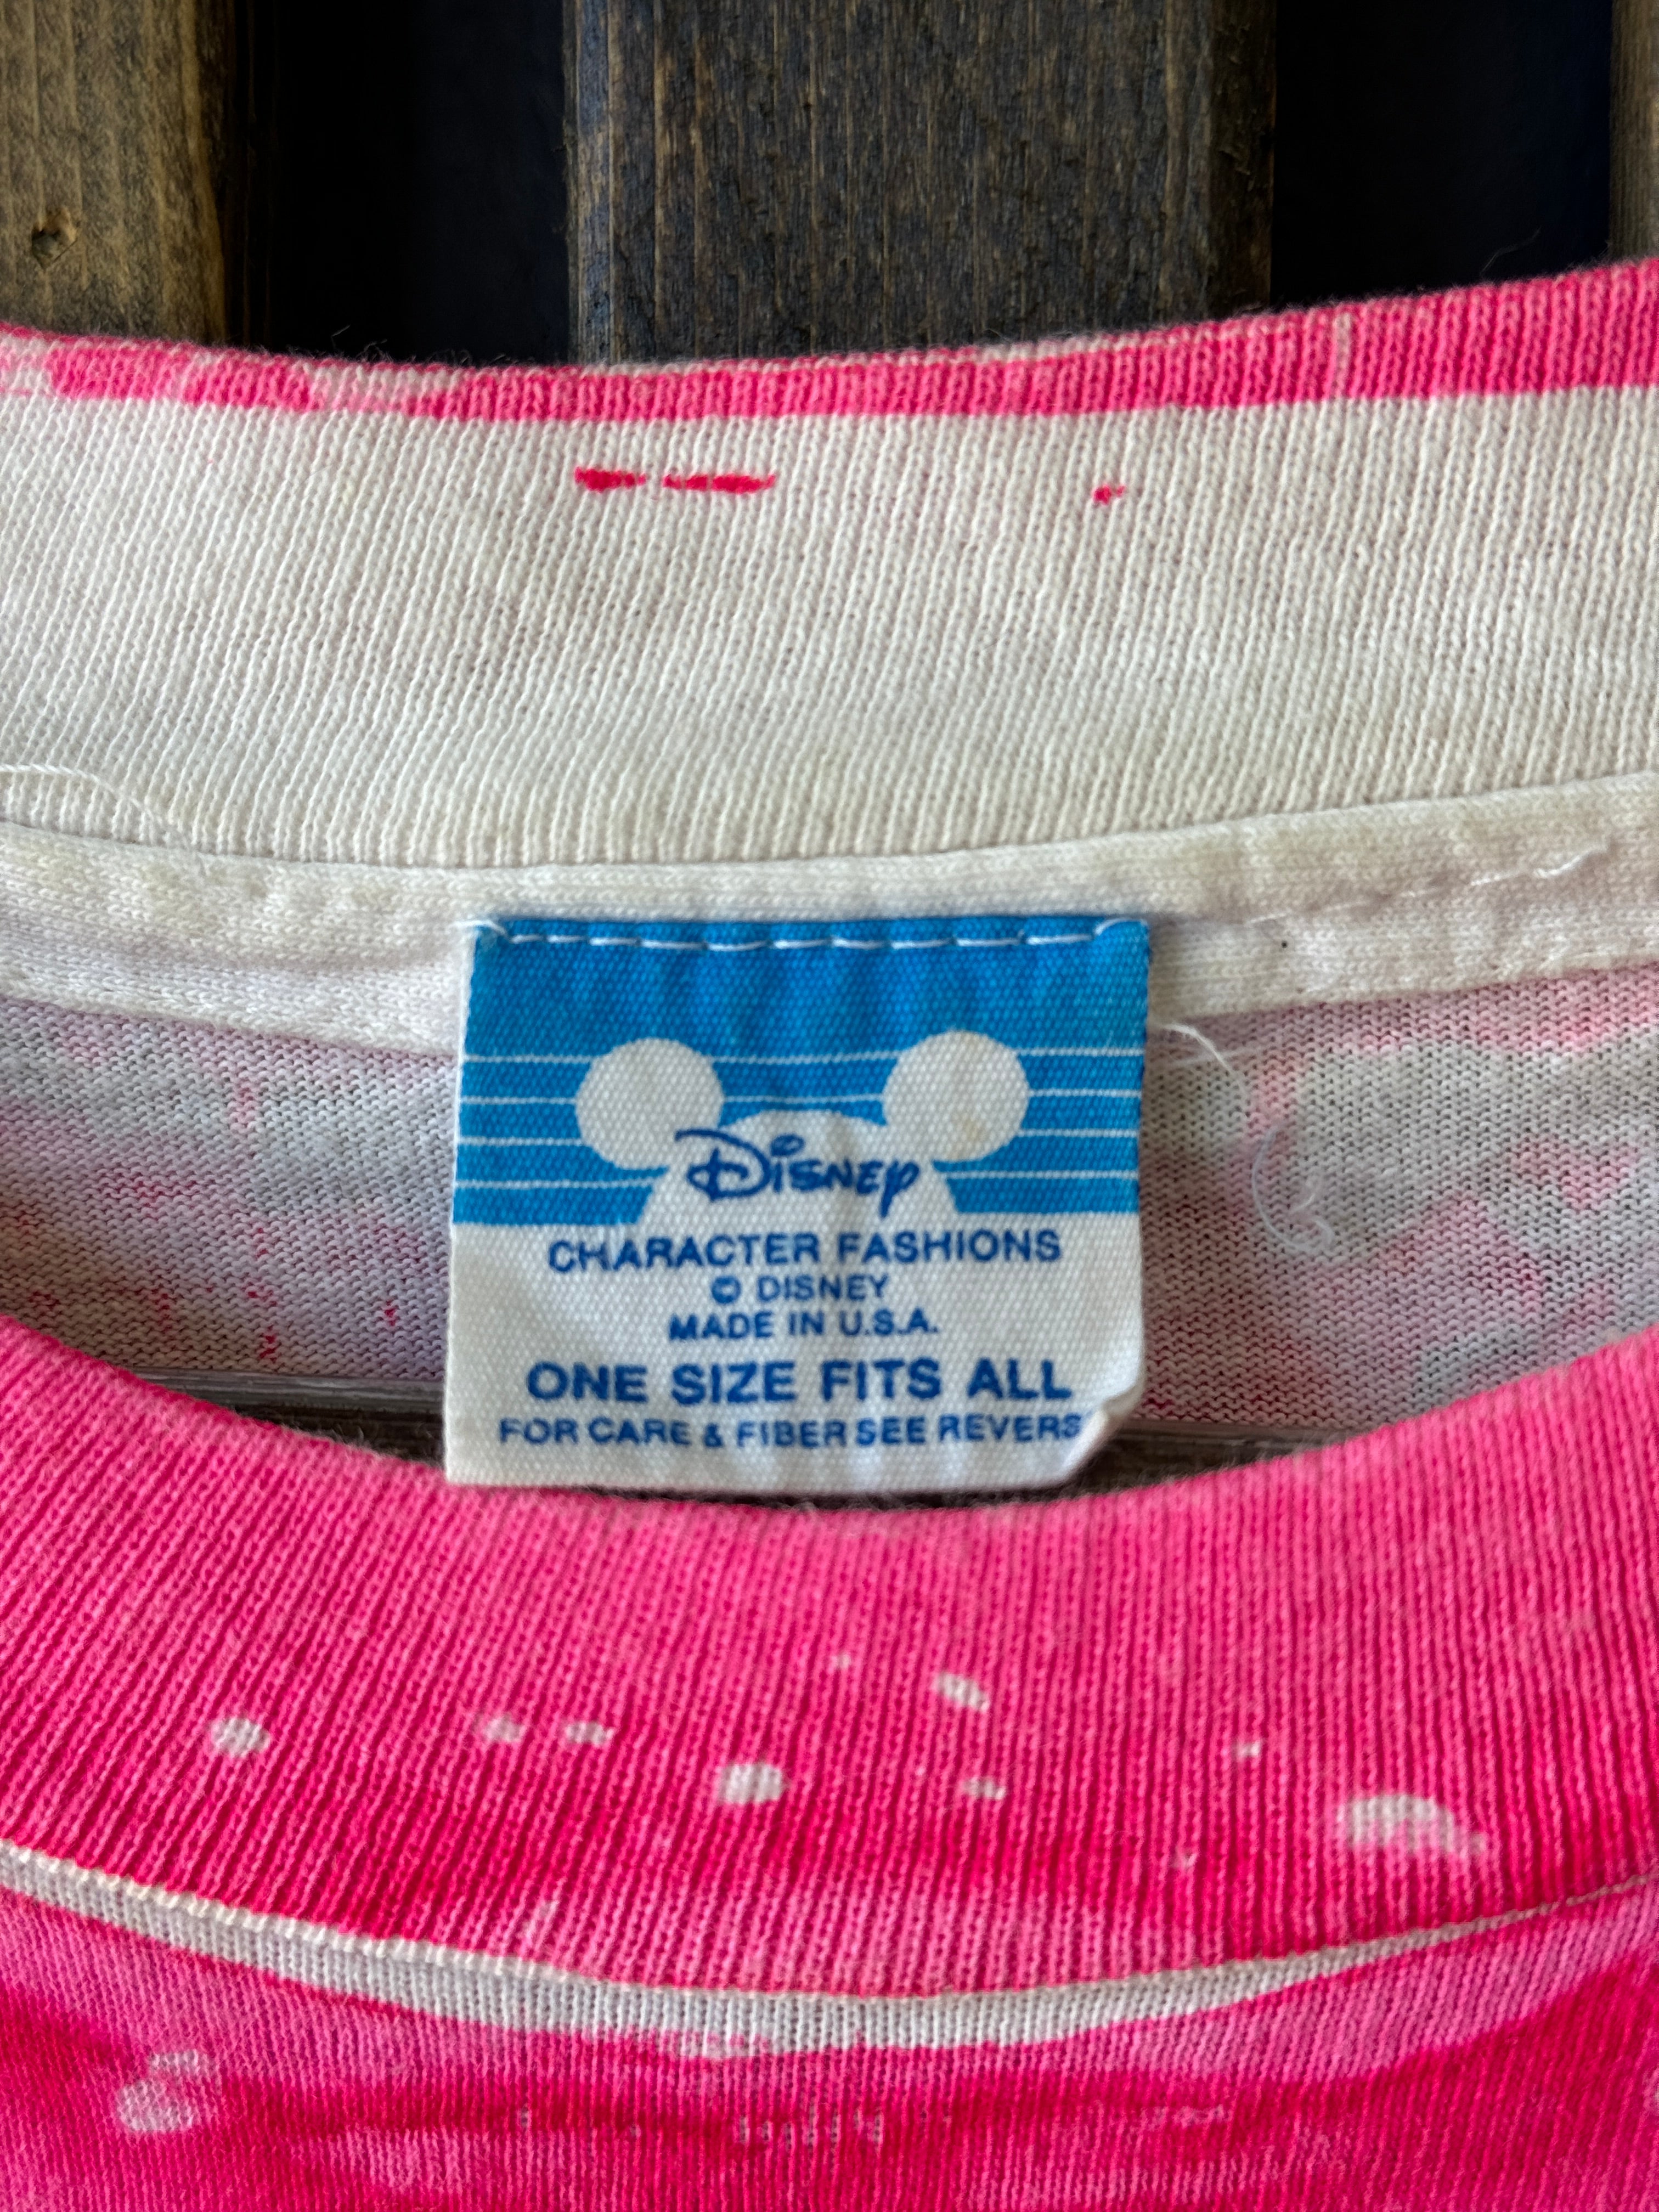 Disney
CHARACTER FASHIONS
© DISNEY
MADE IN U.S.A.
ONE SIZE FITS ALL
FOR CARE & FIBER SEE REVERS